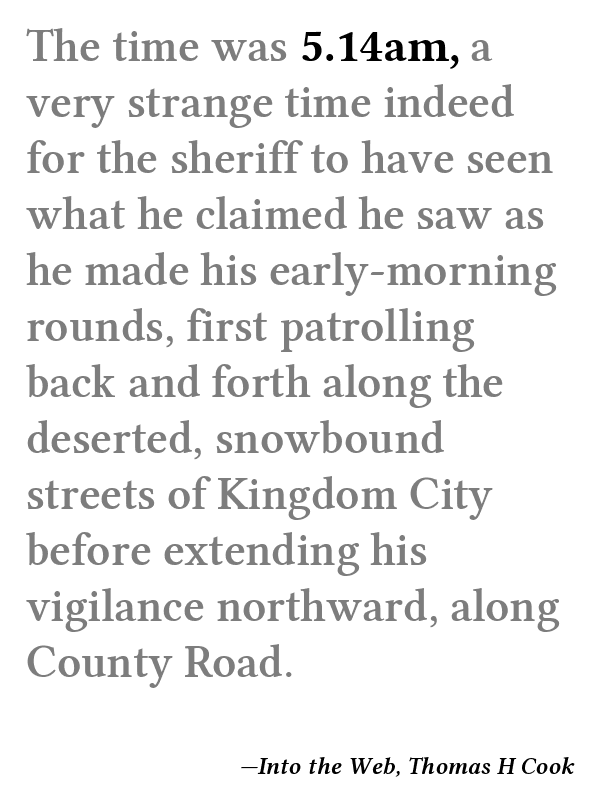 The time was 5.14am, a
very strange time indeed
for the sheriff to have seen
what he claimed he saw as
he made his early-morning
rounds, first patrolling
back and forth along the
deserted, snowbound
streets of Kingdom City
before extending his
vigilance northward, along
County Road.
—Into the Web, Thomas H Cook